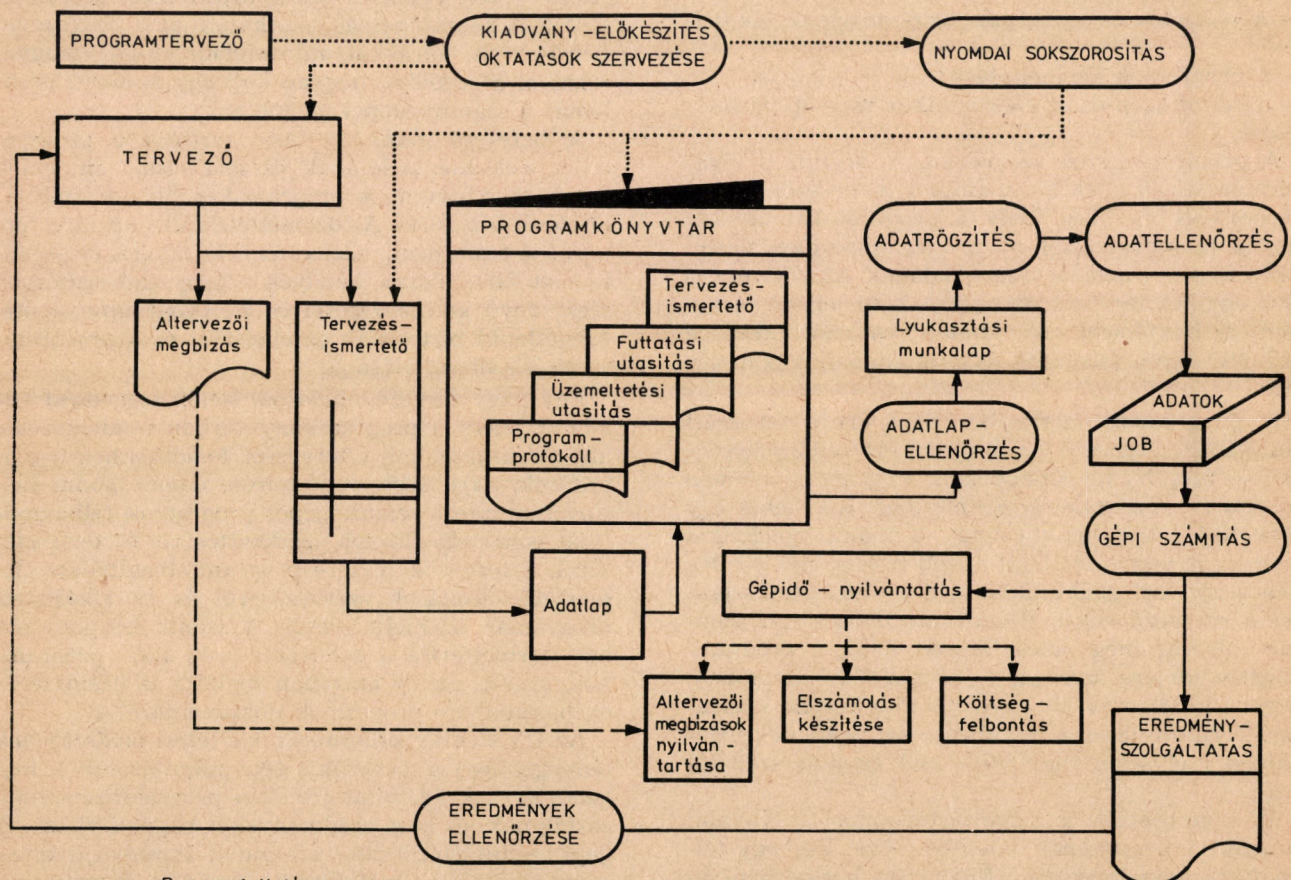 PROGRAMTERVEZŐ
KIADVÁNY – ELŐKÉSZÍTÉS
OKTATÁSOK SZERVEZÉSE
NYOMDAI SOKSZOROSÍTÁS
TERVEZŐ
PROGRAMKÖNYVTÁR
ADATRÖGZÍTÉS
ADATELLENŐRZÉS
Altervezői
megbízás
Tervezés–
ismertető
Tervezés–
ismertető
Futtatási
utasítás
Üzemeltetési
utasítás
Program–
protokoll
Lyukasztási
munkalap
ADATLAP –
ELLENŐRZÉS
ADATOK
JOB
GÉPI SZÁMITÁS
Adatlap
Gépidő – nyilvántartás
Altervezői
megbízások
nyilván –
tartása
Elszámolás
készítése
Költség –
felbontás
EREDMÉNY–
SZOLGÁLTATÁS
EREDMÉNYEK
ELLENŐRZÉSE